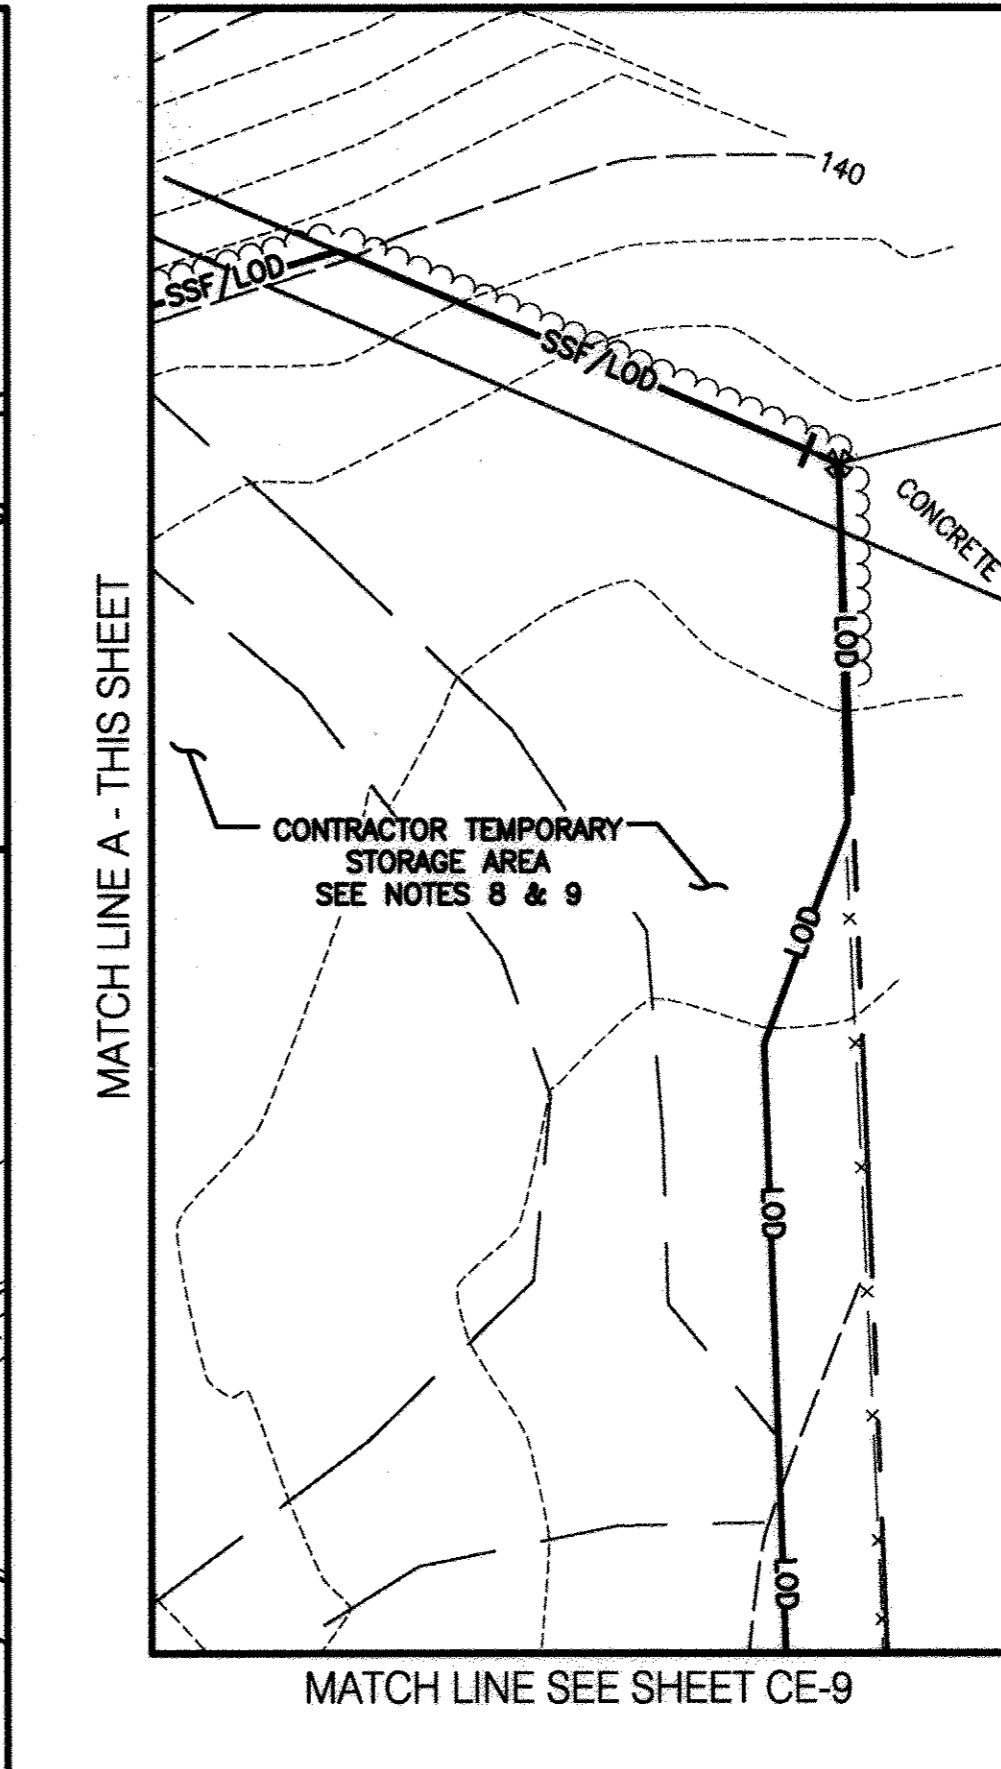 140
SSF/LOD
SSF/LOD
CONCRETE
LOD
MATCH LINE A - THIS SHEET
CONTRACTOR TEMPORARY
STORAGE AREA
SEE NOTES 8 & 9
LOD
LOD
LOD
MATCH LINE SEE SHEET CE-9